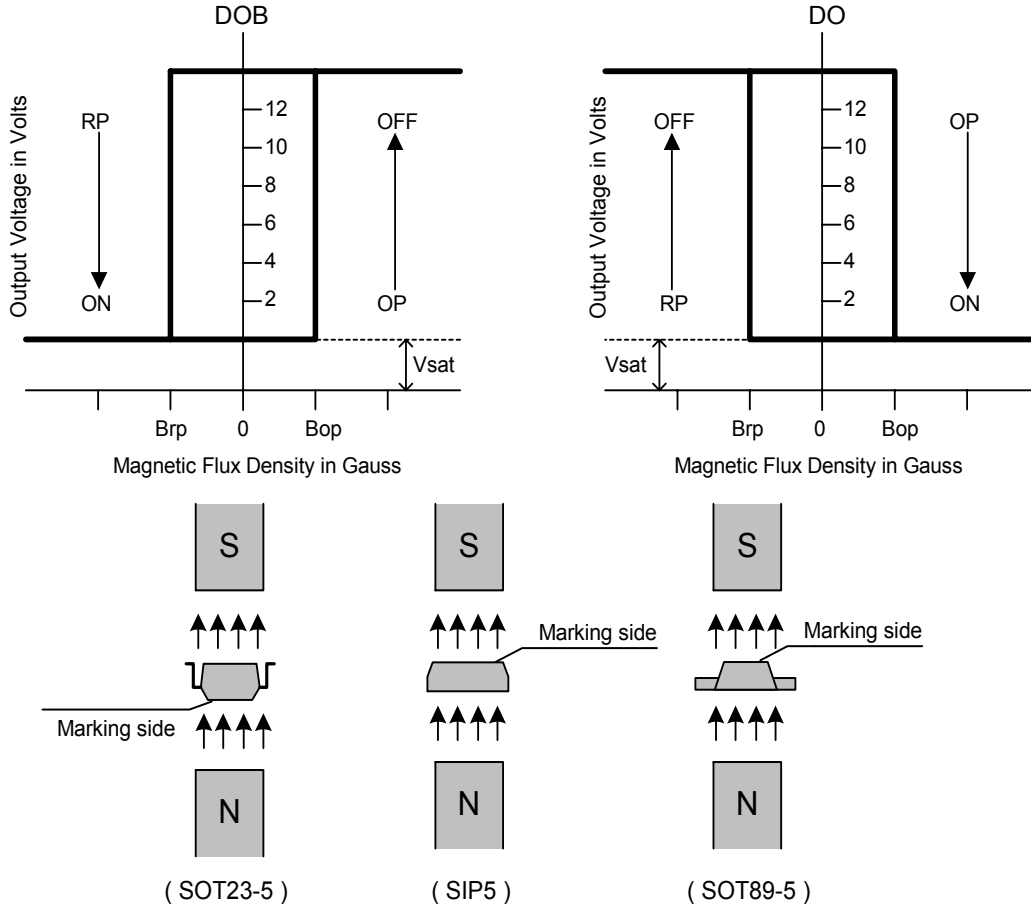 DOB
Output Voltage in Volts
12
10
8
6
4
2
RP
ON
OFF
OP
Vsat
Brp 0 Bop
Magnetic Flux Density in Gauss
DO
Output Voltage in Volts
12
10
8
6
4
2
OFF
RP
OP
ON
Vsat
Brp 0 Bop
Magnetic Flux Density in Gauss
S
Marking side
N
( SOT23-5 )
S
Marking side
N
( SIP5 )
S
Marking side
N
( SOT89-5 )